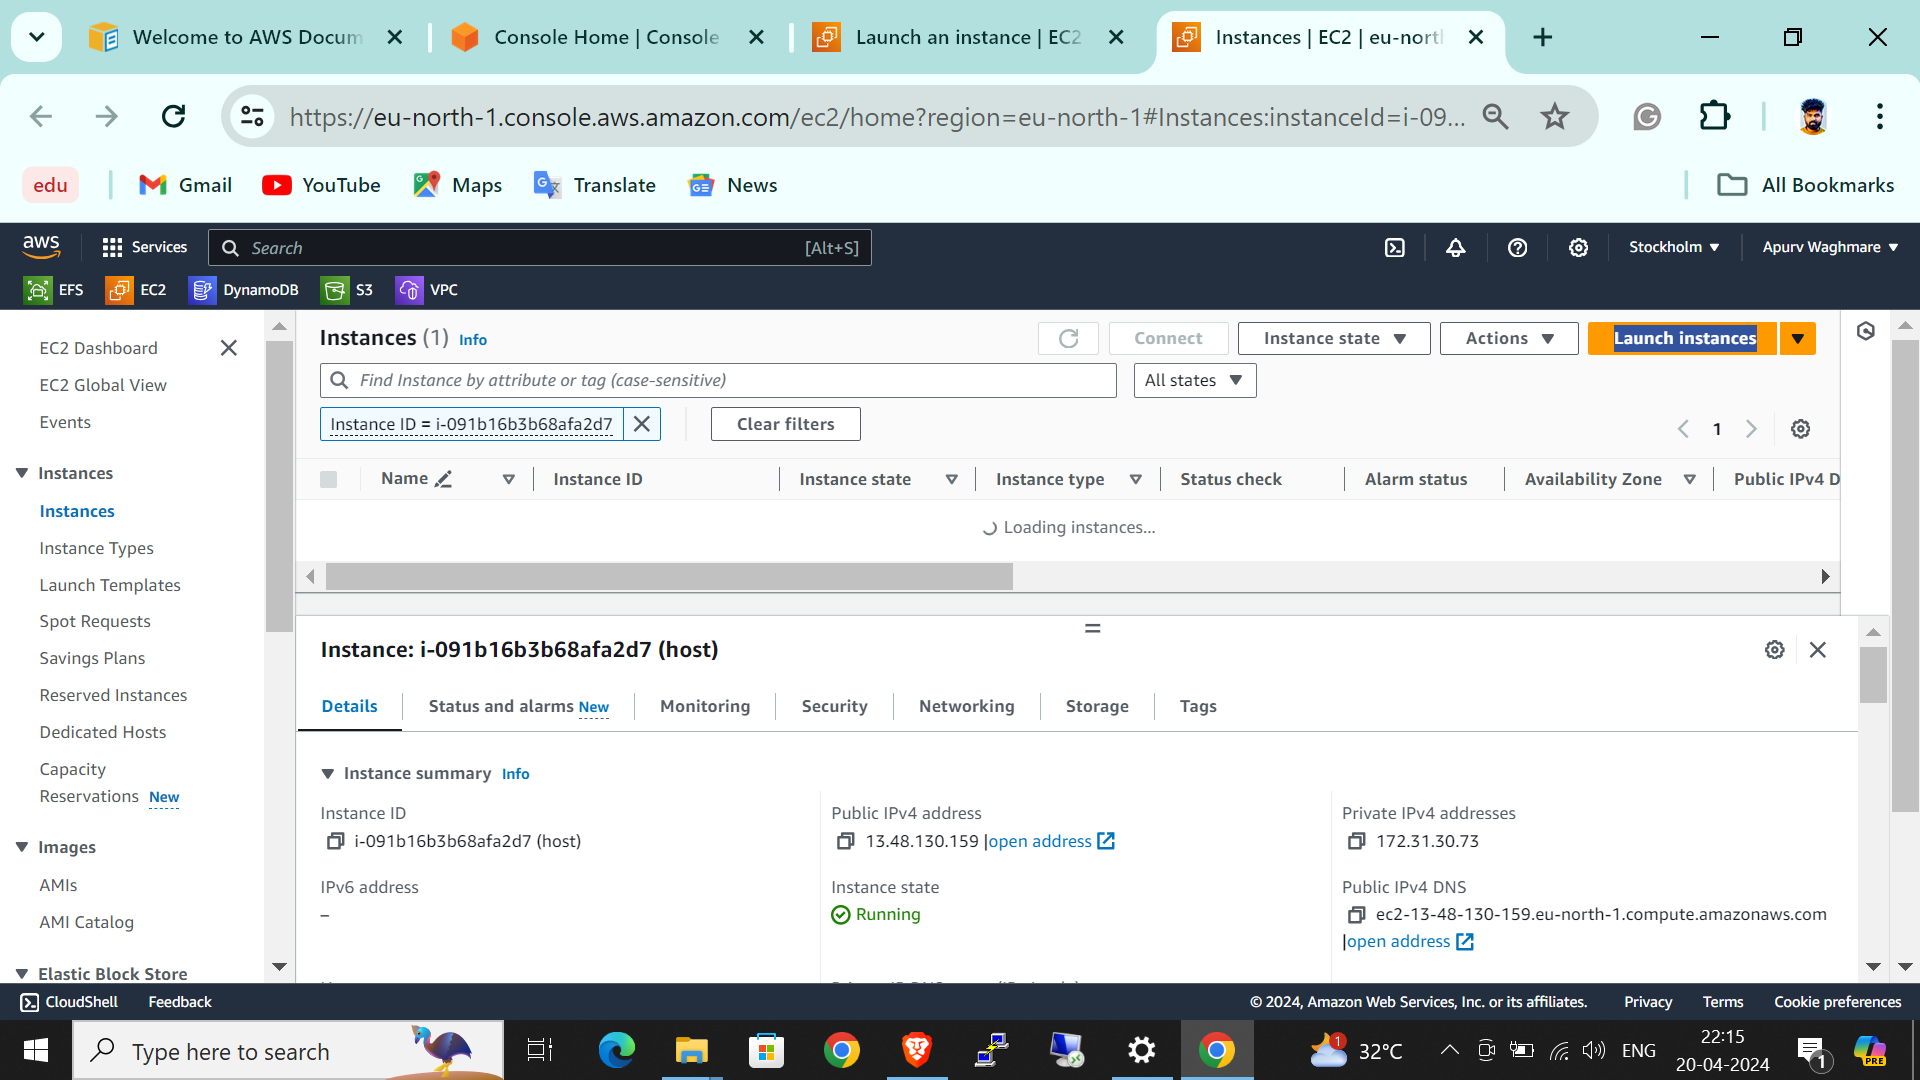 Welcome to AWS Docum
Console Home | Console
Launch an instance | EC2
Instances | EC2 | eu-nort
https://eu-north-1.console.aws.amazon.com/ec2/home?region=eu-north-1#Instances:instanceId=i-09...
edu
Gmail
YouTube
Maps
Translate
News
All Bookmarks
aws
Services
Search
[Alt+S]
Stockholm
Apurv Waghmare
EFS
EC2
DynamoDB
S3
VPC
EC2 Dashboard
EC2 Global View
Events
Instances
Instances
Instance Types
Launch Templates
Spot Requests
Savings Plans
Reserved Instances
Dedicated Hosts
Capacity
Reservations New
Images
AMIs
AMI Catalog
Elastic Block Store
Instances (1) Info
Connect
Instance state
Actions
Launch instances
Find Instance by attribute or tag (case-sensitive)
All states
Instance ID = i-091b16b3b68afa2d7
Clear filters
1
Name
Instance ID
Instance state
Instance type
Status check
Alarm status
Availability Zone
Public IPv4 D
Loading instances...
Instance: i-091b16b3b68afa2d7 (host)
Details
Status and alarms New
Monitoring
Security
Networking
Storage
Tags
Instance summary Info
Instance ID
i-091b16b3b68afa2d7 (host)
Public IPv4 address
13.48.130.159 |open address
Private IPv4 addresses
172.31.30.73
IPv6 address
–
Instance state
Running
Public IPv4 DNS
ec2-13-48-130-159.eu-north-1.compute.amazonaws.com
|open address
CloudShell
Feedback
© 2024, Amazon Web Services, Inc. or its affiliates.
Privacy
Terms
Cookie preferences
Type here to search
1
32°C
ENG
22:15
20-04-2024
1
PRE